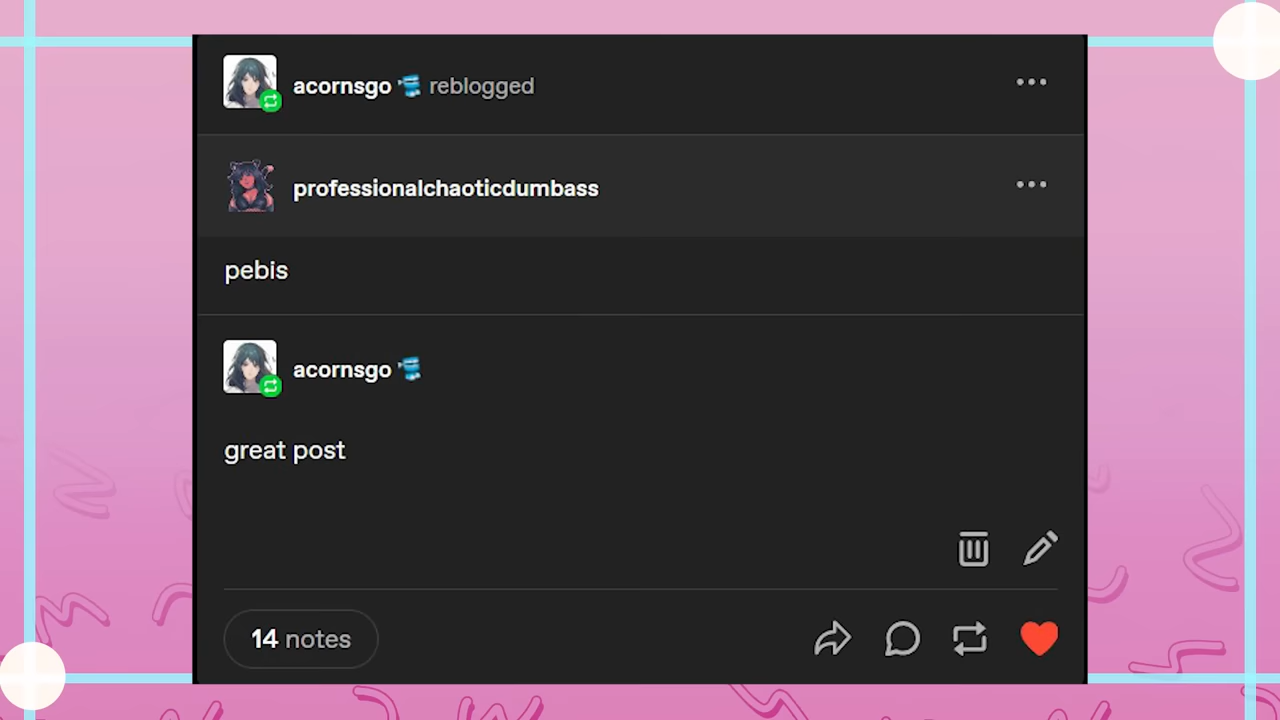 acornsgo reblogged
professionalchaoticdumbass
pebis
acornsgo
great post
14 notes